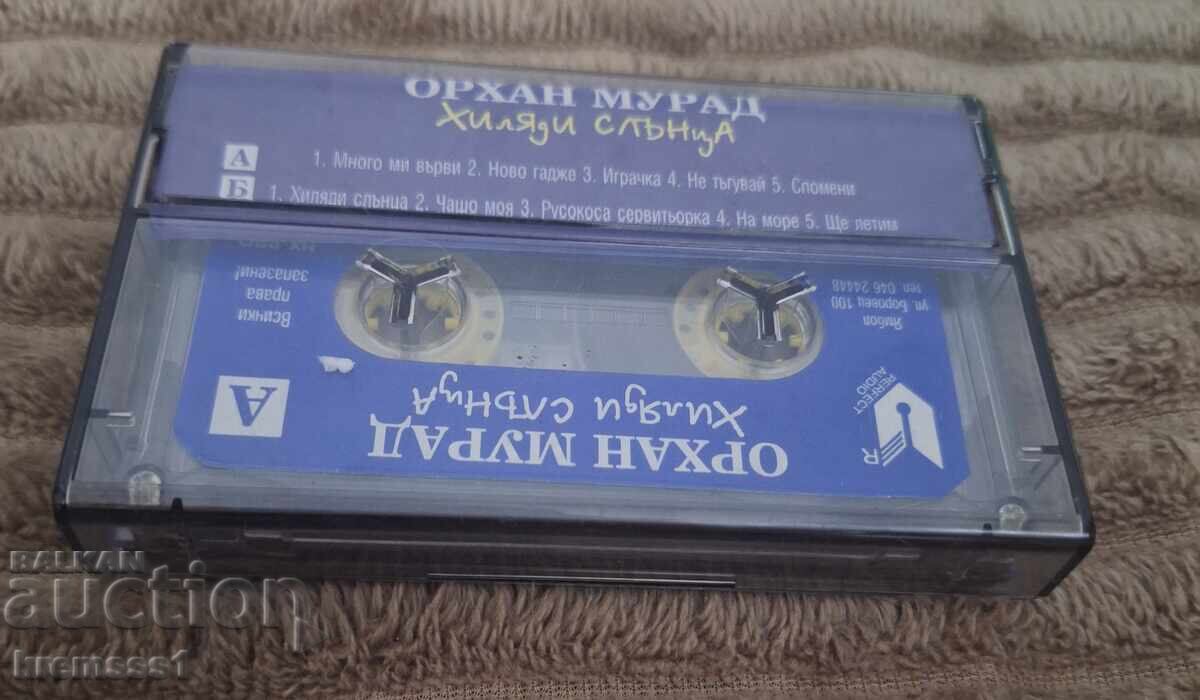 ОРХАН МУРАД
ХИЛЯДИ СЛЪНЦА
А
1. Много ми върви 2. Ново гадже 3. Играчка 4. Не тъгувай 5. Спомени
Б
1. Хиляди слънца 2. Чашо моя 3. Русокоса сервитьорка 4. На море 5. Ще летим
ОРХАН МУРАД
ХИЛЯДИ СЛЪНЦА
А
Всички
права
запазени!
R
PERFECT
AUDIO
Ямбол
ул. Боровец 100
тел. 046 24448
BALKAN
auction
kremsss1